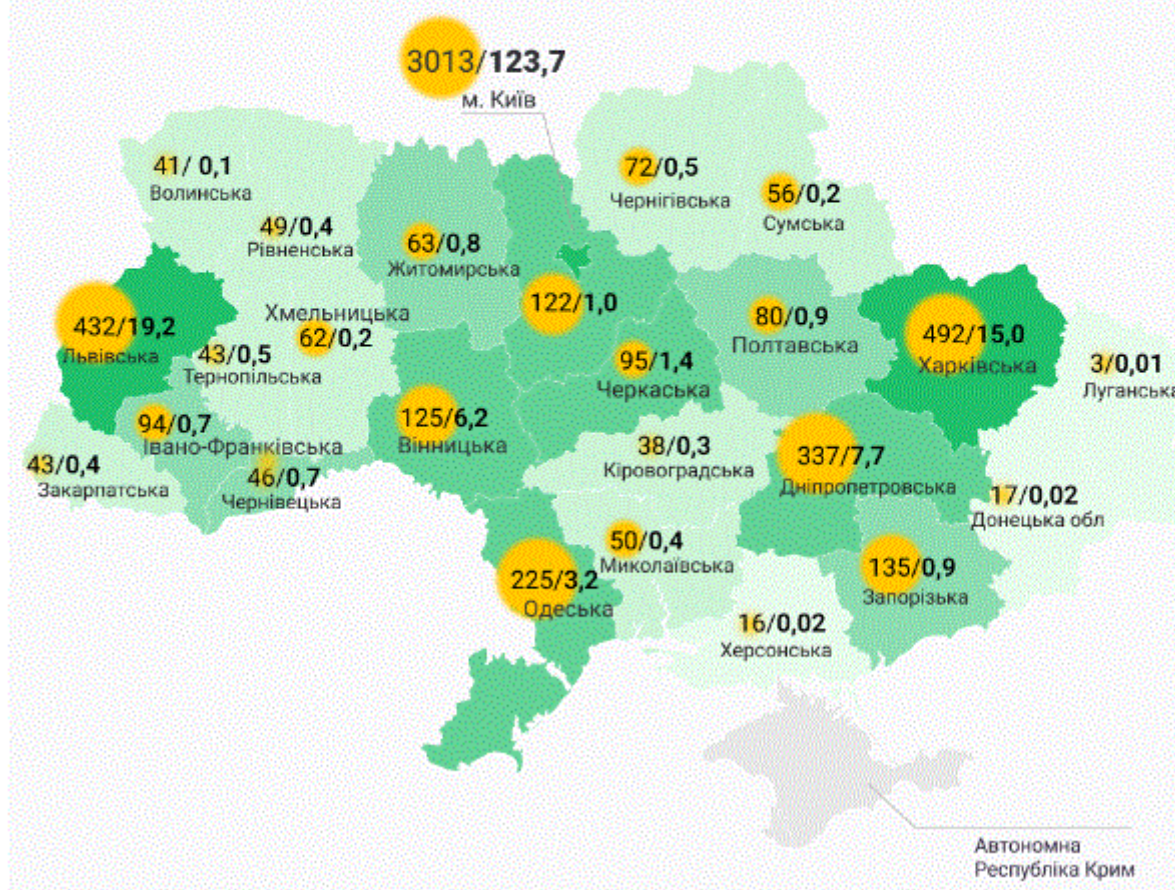 3013/123,7
м. Київ
41/ 0,1
Волинська
72/0,5
Чернігівська
56/0,2
Сумська
49/0,4
Рівненська
63/0,8
Житомирська
432/19,2
Львівська
Хмельницька
62/0,2
43/0,5
Тернопільська
122/1,0
95/1,4
Черкаська
80/0,9
Полтавська
492/15,0
Харківська
3/0,01
Луганська
94/0,7
Івано-Франківська
125/6,2
Вінницька
43/0,4
Закарпатська
46/0,7
Чернівецька
38/0,3
Кіровоградська
337/7,7
Дніпропетровська
17/0,02
Донецька обл
225/3,2
Одеська
50/0,4
Миколаївська
135/0,9
Запорізька
16/0,02
Херсонська
Автономна
Республіка Крим